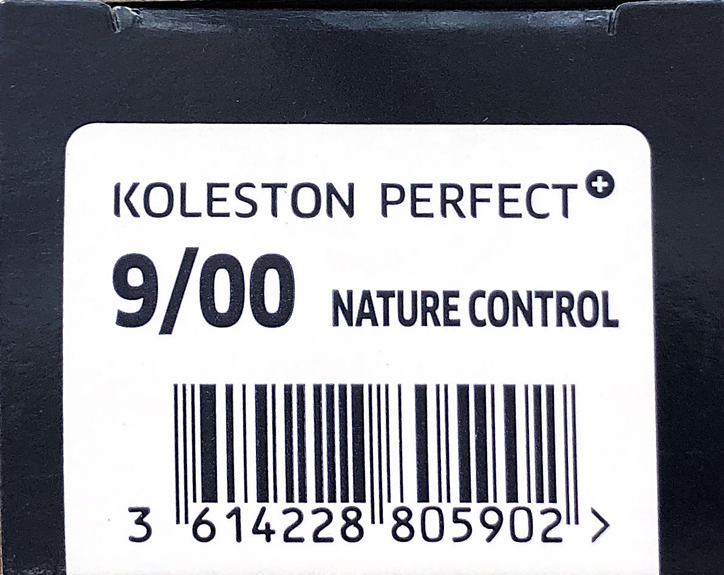 KOLESTON PERFECT+
9/00 NATURE CONTROL
3 614228 805902 >